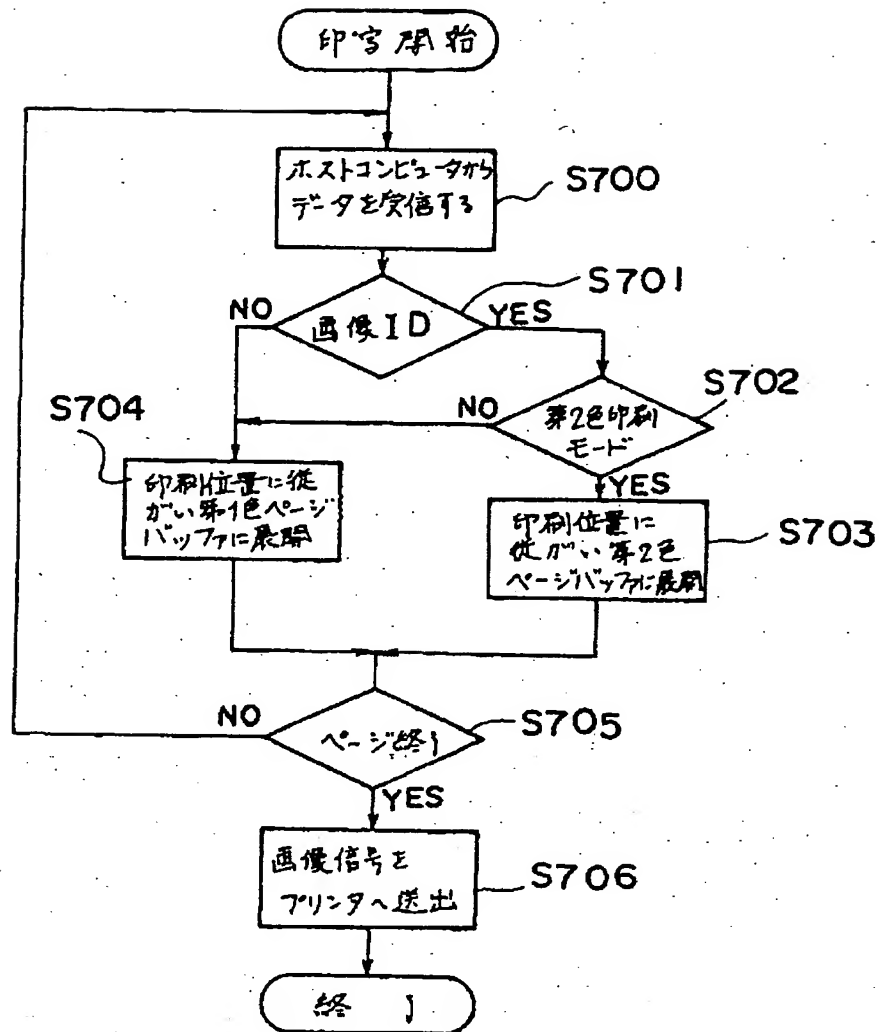 印字開始
ホストコンピュータから
データを受信する
S700
S701
NO
画像ID
YES
S702
S704
NO
第2色印刷
モード
YES
印刷位置に従
がい第1色ページ
バッファに展開
印刷位置に
従がい第2色
ページバッファに展開
S703
NO
ページ終了
S705
YES
画像信号を
プリンタへ送出
S706
終了